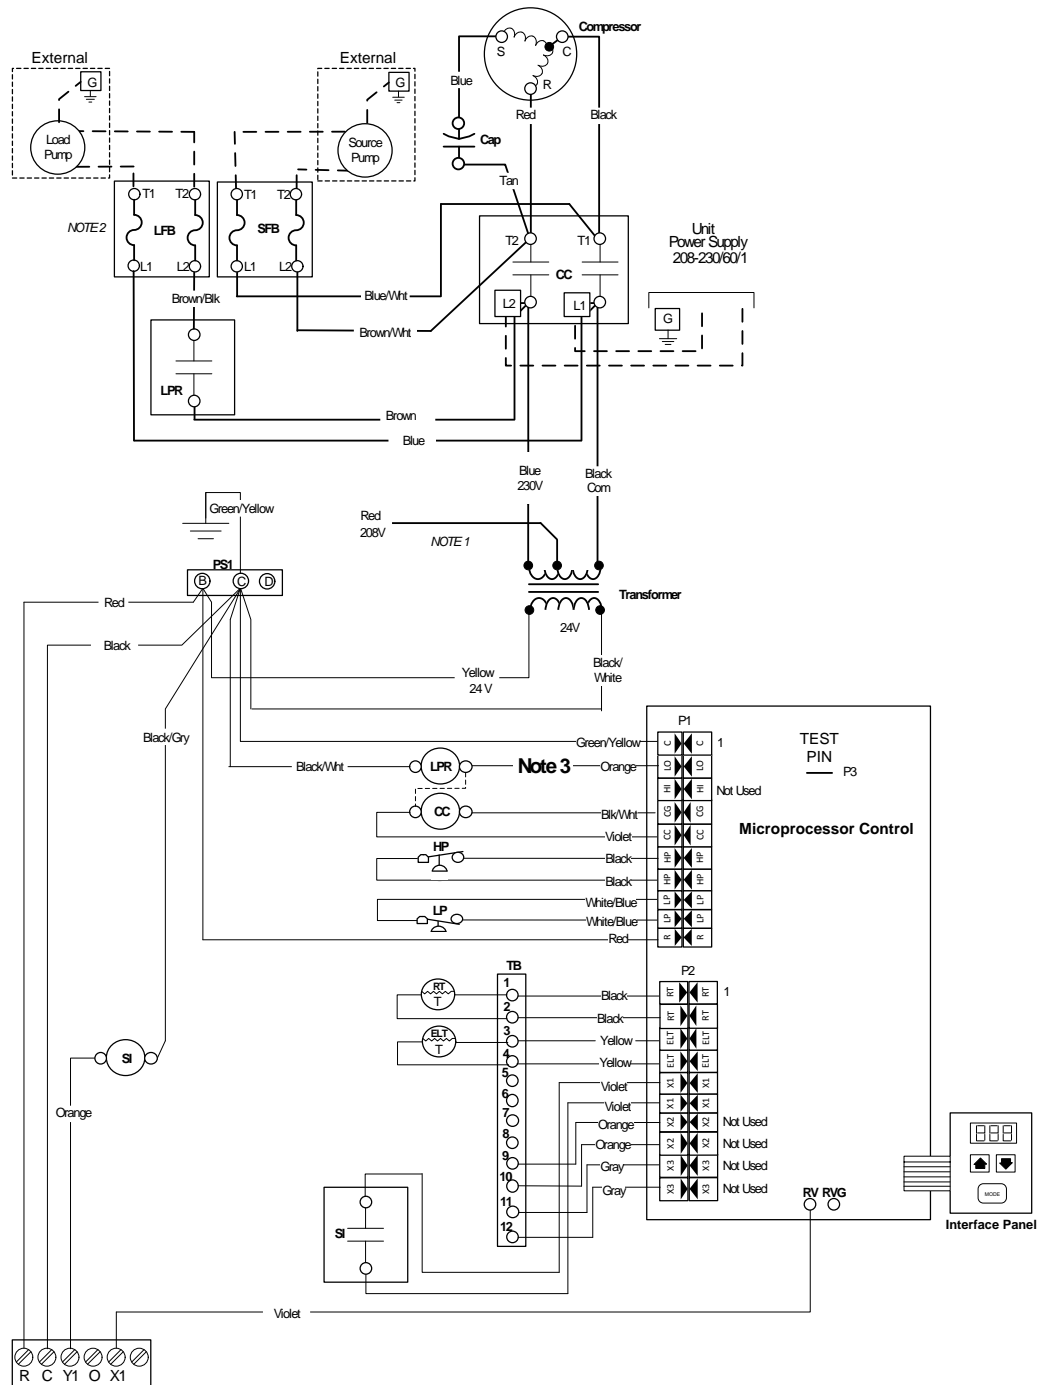 Compressor
S
C
R
External
External
G
G
Load
Pump
Source
Pump
Blue
Red
Black
Cap
Tan
NOTE 2
T1
T2
LFB
L1
L2
T1
T2
SFB
L1
L2
T2
T1
CC
L2
L1
Unit
Power Supply
208-230/60/1
G
Brown/Blk
Blue/Wht
Brown/Wht
LPR
Brown
Blue
Blue
230V
Black
Com
Green/Yellow
Red
208V
NOTE 1
PS1
B
C
D
Transformer
24V
Red
Black
Yellow
24 V
Black/
White
Black/Gry
P1
TEST
PIN
P3
Green/Yellow
C
C
1
Black/Wht
LPR
Note 3
Orange
LO
LO
HI
HI
Not Used
CC
Blk/Wht
CG
CG
Microprocessor Control
Violet
CC
CC
HP
Black
HP
HP
Black
HP
HP
White/Blue
LP
LP
LP
White/Blue
LP
LP
Red
R
R
TB
P2
1
RT
T
Black
RT
RT
1
2
Black
RT
RT
3
ELT
T
Yellow
ELT
ELT
4
Yellow
ELT
ELT
5
Violet
X1
X1
6
Violet
X1
X1
7
Orange
X2
X2
Not Used
8
Orange
X2
X2
Not Used
9
Gray
X3
X3
Not Used
10
Gray
X3
X3
Not Used
11
12
SI
Orange
SI
RV RVG
888
MODE
Interface Panel
Violet
R C Y1 O X1